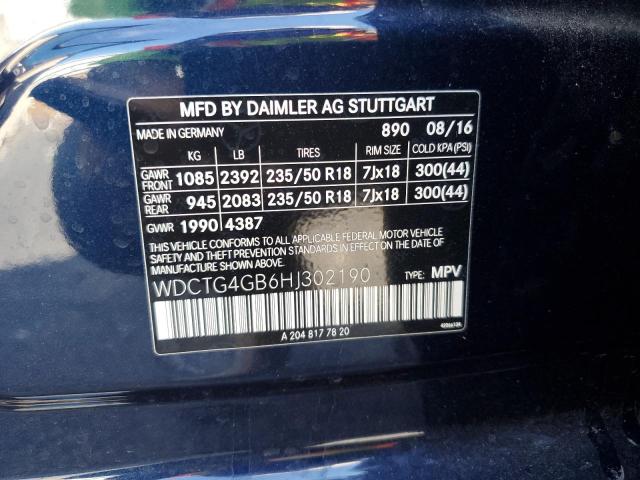 MFD BY DAIMLER AG STUTTGART
MADE IN GERMANY 890 08/16
KG LB TIRES RIM SIZE COLD KPA (PSI)
GAWR FRONT 1085 2392 235/50 R18 7Jx18 300(44)
GAWR REAR 945 2083 235/50 R18 7Jx18 300(44)
GVWR 1990 4387
THIS VEHICLE CONFORMS TO ALL APPLICABLE FEDERAL MOTOR VEHICLE
SAFETY AND THEFT PREVENTION STANDARDS IN EFFECT ON THE DATE OF
MANUFACTURE SHOWN ABOVE.
WDCTG4GB6HJ302190 TYPE: MPV
A 204 817 78 20